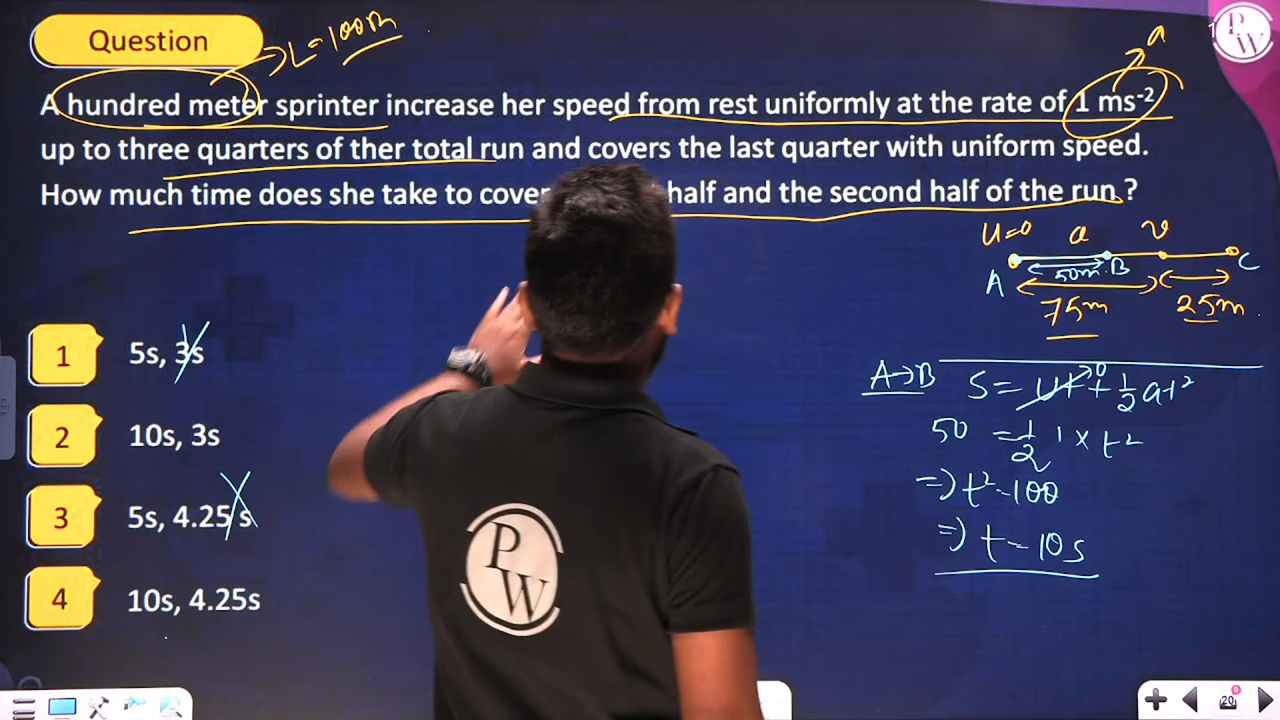 Question
→ L=100m
a
PW
A hundred meter sprinter increase her speed from rest uniformly at the rate of 1 ms-2
up to three quarters of ther total run and covers the last quarter with uniform speed.
How much time does she take to cover half and the second half of the run ?
u=0 a v
A 50m B C
75m 25m
1 5s, 3s
2 10s, 3s
3 5s, 4.25 s
4 10s, 4.25s
A→B S = ut →0 + 1/2 at²
50 = 1/2 1 × t²
⇒ t² = 100
⇒ t = 10s
PW
20